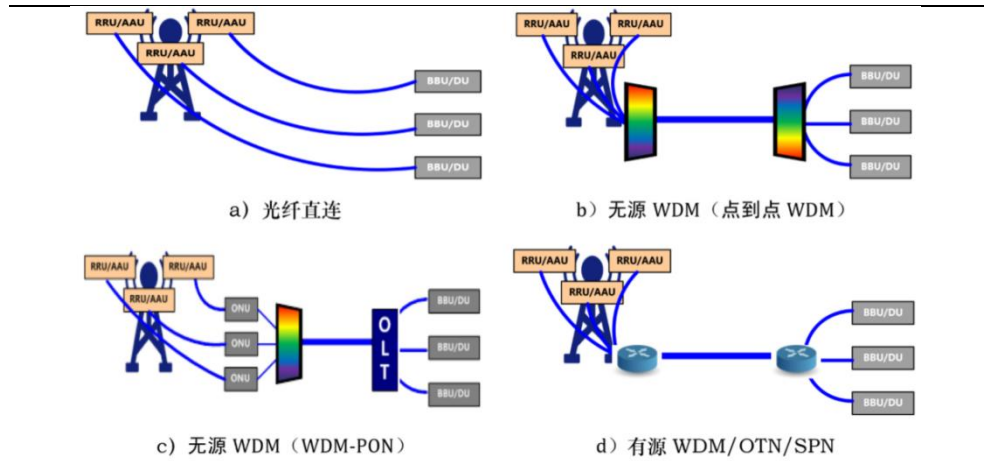 RRU/AAU RRU/AAU
RRU/AAU
BBU/DU
BBU/DU
BBU/DU
a) 光纤直连
RRU/AAU RRU/AAU
RRU/AAU
BBU/DU
BBU/DU
BBU/DU
b）无源 WDM（点到点 WDM）
RRU/AAU RRU/AAU
RRU/AAU
ONU
ONU
ONU
OLT
BBU/DU
BBU/DU
BBU/DU
c) 无源 WDM（WDM-PON）
RRU/AAU RRU/AAU
RRU/AAU
BBU/DU
BBU/DU
BBU/DU
d）有源 WDM/OTN/SPN